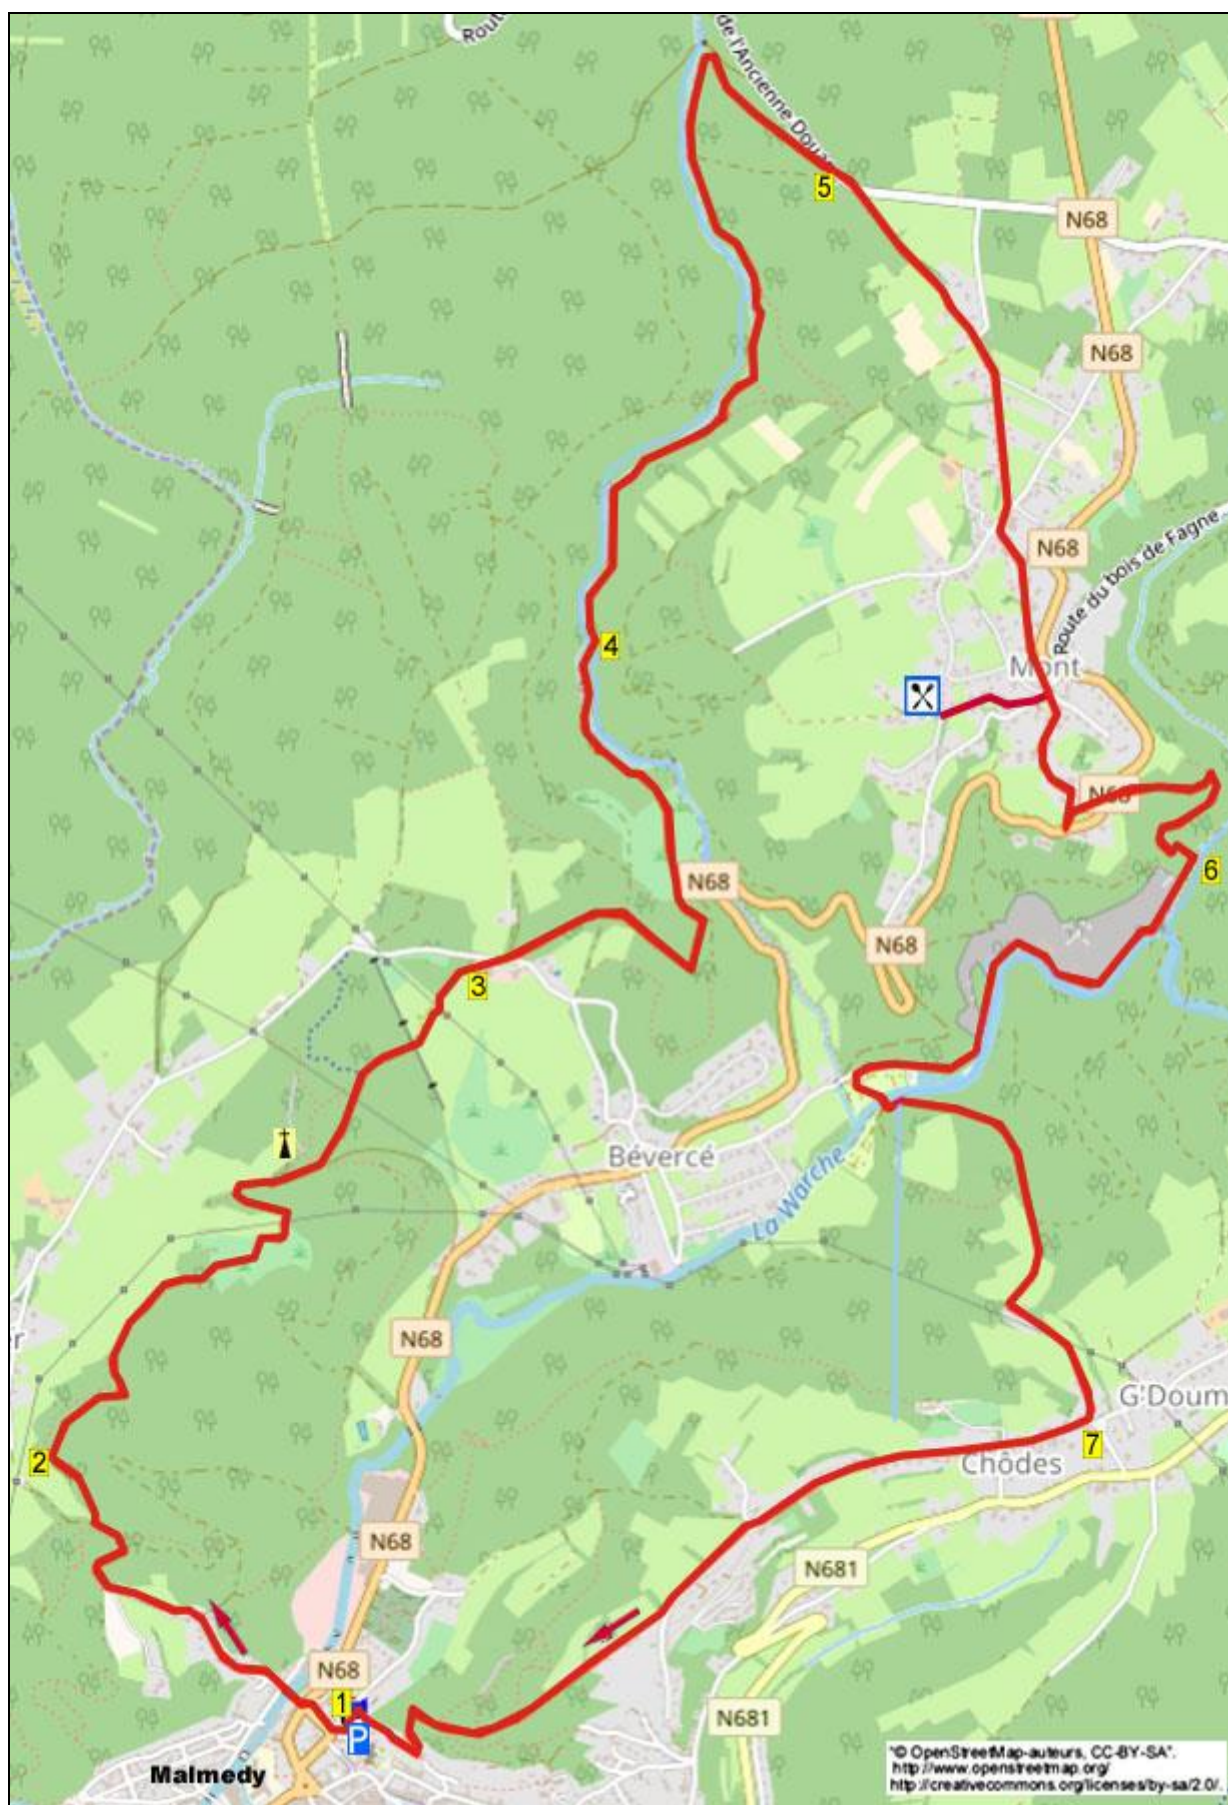 Route
de l'Ancienne Doua
5
N68
N68
N68
Route du bois de Fagne
4
Mont
N68
6
N68
N68
3
Bévercé
La Warche
N68
r
G'Doum
2
7
Chôdes
N68
N681
N68
1
P
N681
Malmedy
"© OpenStreetMap-auteurs, CC-BY-SA".
http://www.openstreetmap.org/
http://creativecommons.org/licenses/by-sa/2.0/.